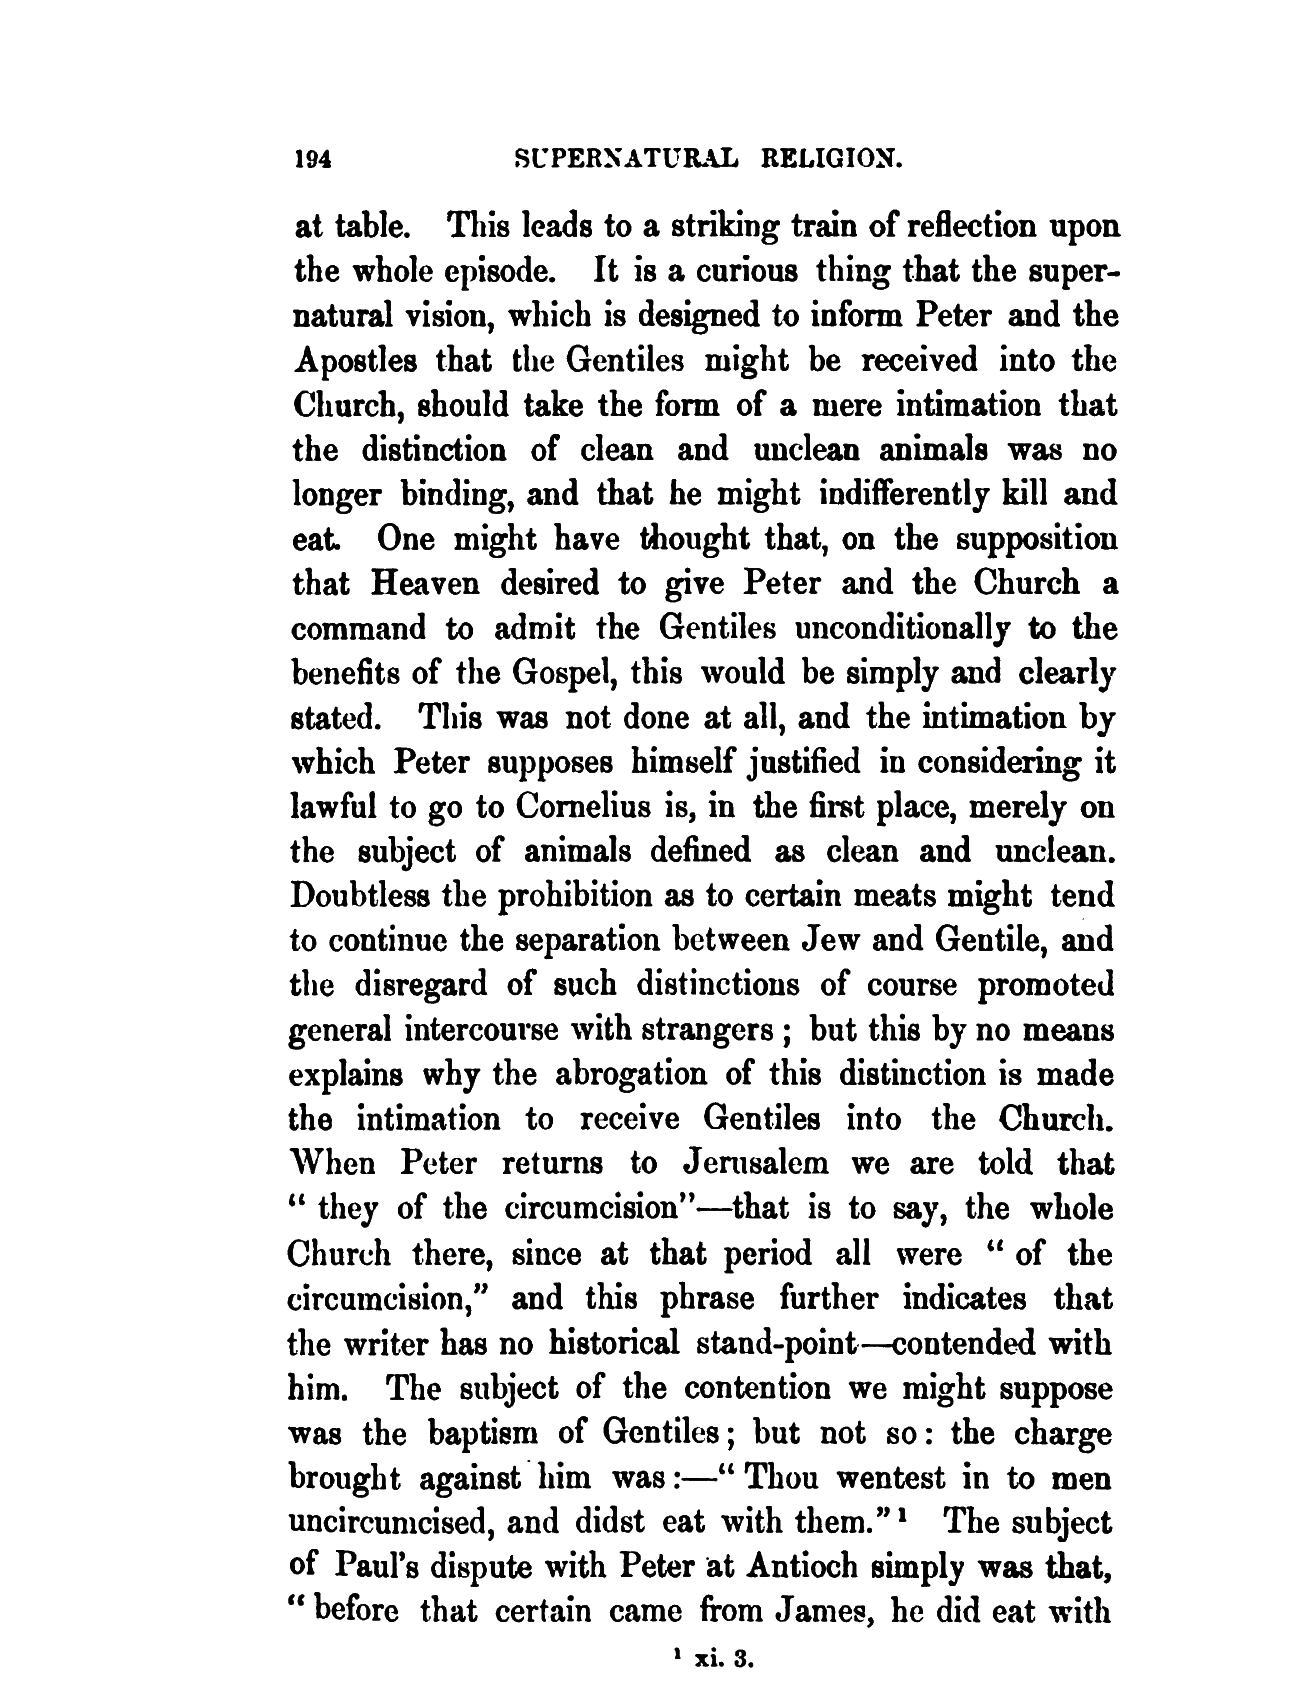 194 SUPERNATURAL RELIGION.
at table. This leads to a striking train of reflection upon
the whole episode. It is a curious thing that the super-
natural vision, which is designed to inform Peter and the
Apostles that the Gentiles might be received into the
Church, should take the form of a mere intimation that
the distinction of clean and unclean animals was no
longer binding, and that he might indifferently kill and
eat. One might have thought that, on the supposition
that Heaven desired to give Peter and the Church a
command to admit the Gentiles unconditionally to the
benefits of the Gospel, this would be simply and clearly
stated. This was not done at all, and the intimation by
which Peter supposes himself justified in considering it
lawful to go to Cornelius is, in the first place, merely on
the subject of animals defined as clean and unclean.
Doubtless the prohibition as to certain meats might tend
to continue the separation between Jew and Gentile, and
the disregard of such distinctions of course promoted
general intercourse with strangers ; but this by no means
explains why the abrogation of this distinction is made
the intimation to receive Gentiles into the Church.
When Peter returns to Jerusalem we are told that
“ they of the circumcision”—that is to say, the whole
Church there, since at that period all were “ of the
circumcision,” and this phrase further indicates that
the writer has no historical stand-point—contended with
him. The subject of the contention we might suppose
was the baptism of Gentiles ; but not so : the charge
brought against him was :—“ Thou wentest in to men
uncircumcised, and didst eat with them.” ¹ The subject
of Paul’s dispute with Peter at Antioch simply was that,
“ before that certain came from James, he did eat with
¹ xi. 3.